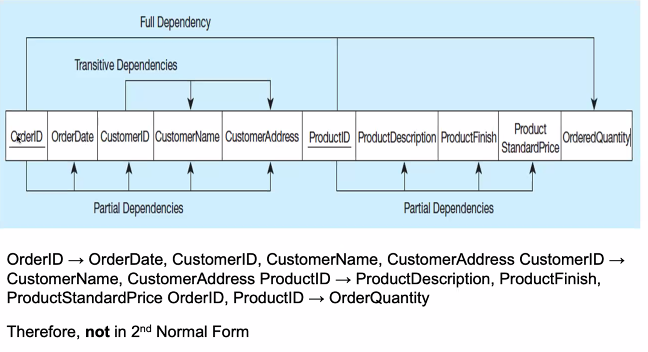 Full Dependency
Transitive Dependencies
OrderID OrderDate CustomerID CustomerName CustomerAddress ProductID ProductDescription ProductFinish Product StandardPrice OrderedQuantity
Partial Dependencies Partial Dependencies
OrderID → OrderDate, CustomerID, CustomerName, CustomerAddress CustomerID →
CustomerName, CustomerAddress ProductID → ProductDescription, ProductFinish,
ProductStandardPrice OrderID, ProductID → OrderQuantity
Therefore, not in 2nd Normal Form